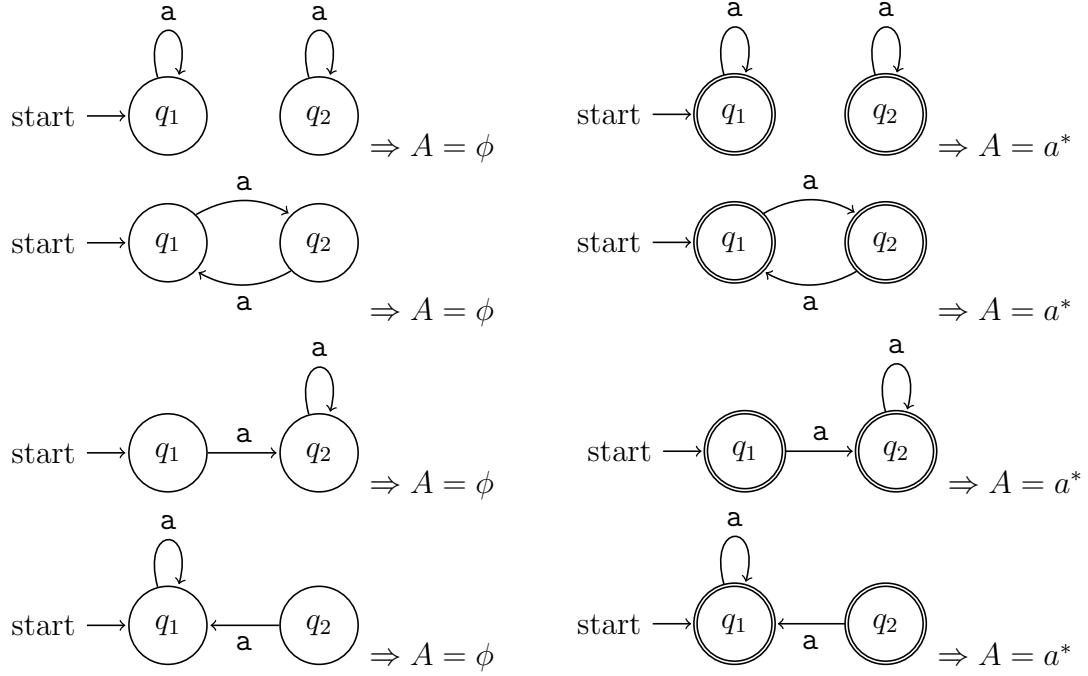 a a a a
start q₁ q₂ ⇒ A = ϕ start q₁ q₂ ⇒ A = a*
a a
start q₁ q₂ start q₁ q₂
a ⇒ A = ϕ a ⇒ A = a*
a a
start q₁ a q₂ ⇒ A = ϕ start q₁ a q₂ ⇒ A = a*
a a
start q₁ a q₂ ⇒ A = ϕ start q₁ a q₂ ⇒ A = a*